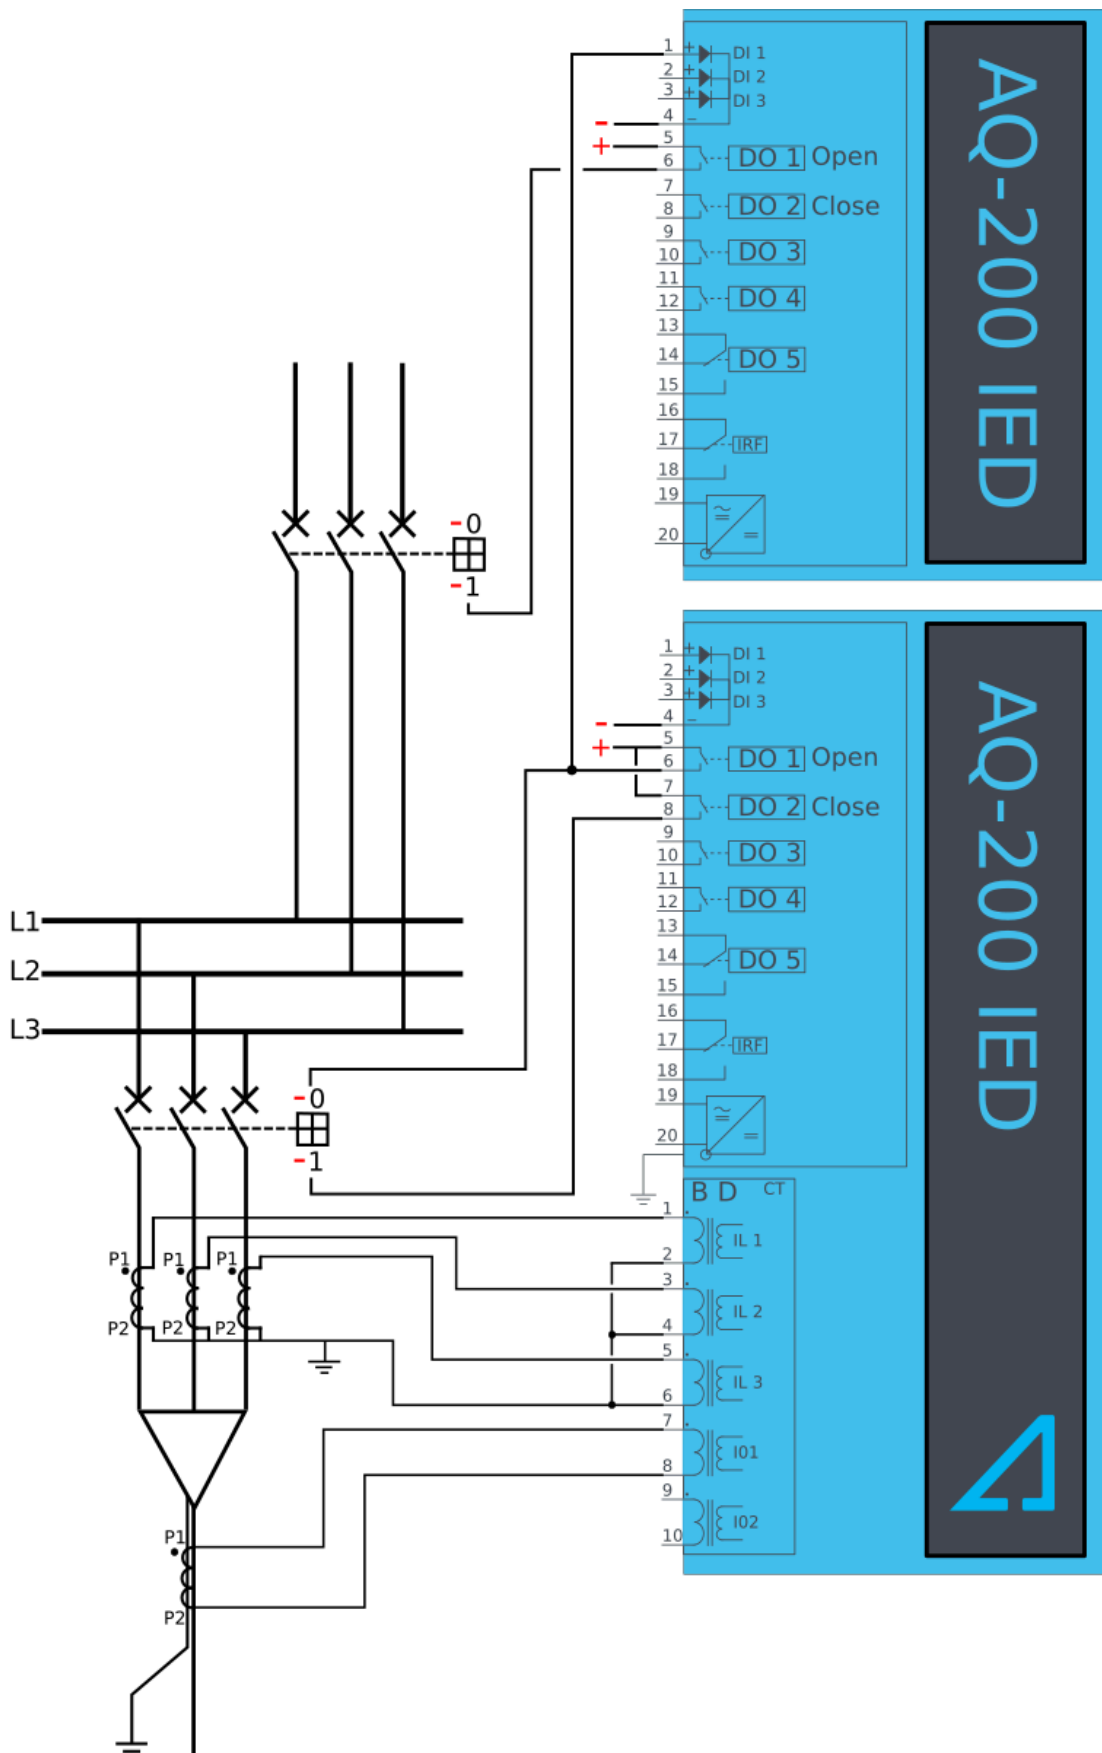 1 + DI 1
2 + DI 2
3 + DI 3
4 −
-
+
5
6 DO 1 Open
7
8 DO 2 Close
9
10 DO 3
11
12 DO 4
13
14 DO 5
15
16
17 IRF
18
19
20
AQ-200 IED
-0
-1
1 + DI 1
2 + DI 2
3 + DI 3
4 −
-
+
5
6 DO 1 Open
7
8 DO 2 Close
9
10 DO 3
11
12 DO 4
13
14 DO 5
15
16
17 IRF
18
19
20
AQ-200 IED
L1
L2
L3
-0
-1
B D CT
1
2 IL 1
3
4 IL 2
5
6 IL 3
7
8 I01
9
10 I02
P1 P1 P1
P2 P2 P2
P1
P2